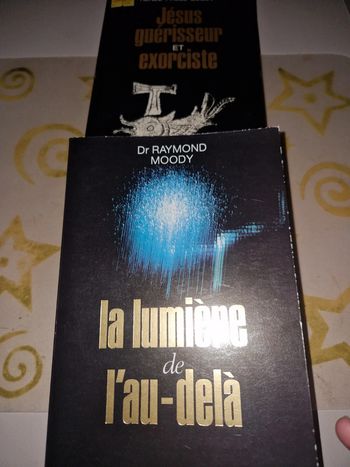 Jésus
guérisseur
ET
exorciste
Dr RAYMOND
MOODY
la lumière
de
l'au-delà